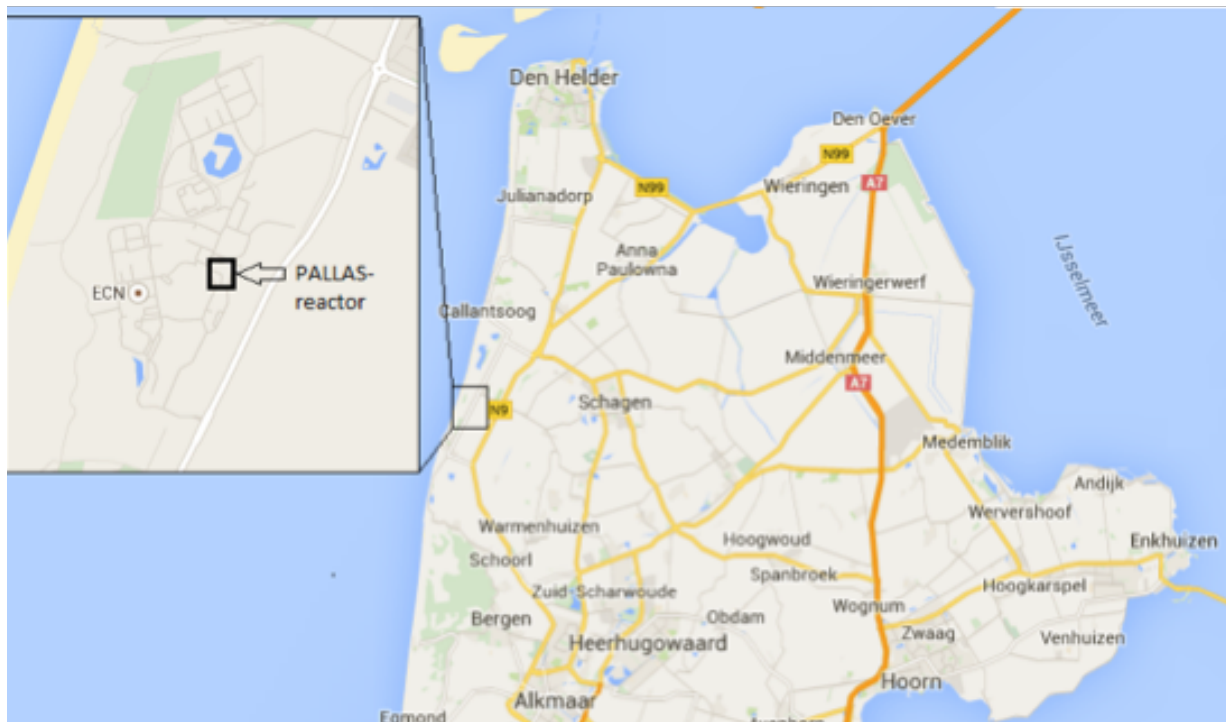 Den Helder
Den Oever
N99
Wieringen
A7
N99
Julianadorp
Anna
Paulowna
PALLAS-
reactor
ECN
IJsselmeer
Wieringerwerf
Callantsoog
Middenmeer
A7
Schagen
N9
Medemblik
Andijk
Wervershoof
Warmenhuizen
Hoogwoud
Enkhuizen
Schoorl
Spanbroek
Hoogkarspel
Zuid-Scharwoude
Wognum
Bergen
Obdam
Zwaag
Venhuizen
Heerhugowaard
Hoorn
Alkmaar
Egmond